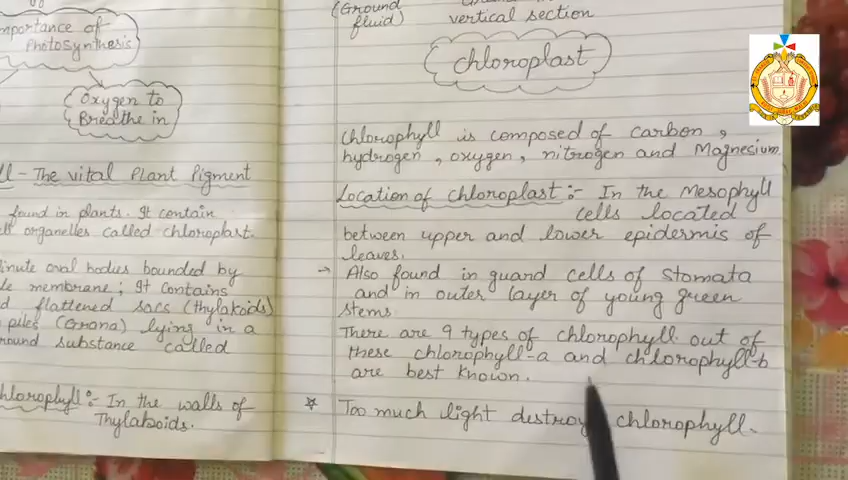 mportance of
Photosynthesis
Oxygen to
Breathe in
ll - The vital Plant Pigment
found in plants. It contain
organelles called chloroplast.
inute oval bodies bounded by
le membrane; It contains
d flattened sacs (thylakoids)
piles (Grana) lying in a
round substance called
hlorophyll :- In the walls of
Thylakoids.
(Ground
fluid)
vertical section
chloroplast
Chlorophyll is composed of carbon,
hydrogen, oxygen, nitrogen and Magnesium.
Location of chloroplast :- In the Mesophyll
cells located
between upper and lower epidermis of
leaves.
→ Also found in guard cells of stomata
and in outer layer of young green
stems.
There are 9 types of chlorophyll out of
these chlorophyll-a and chlorophyll-b
are best known.
☆ Too much light destroy chlorophyll.